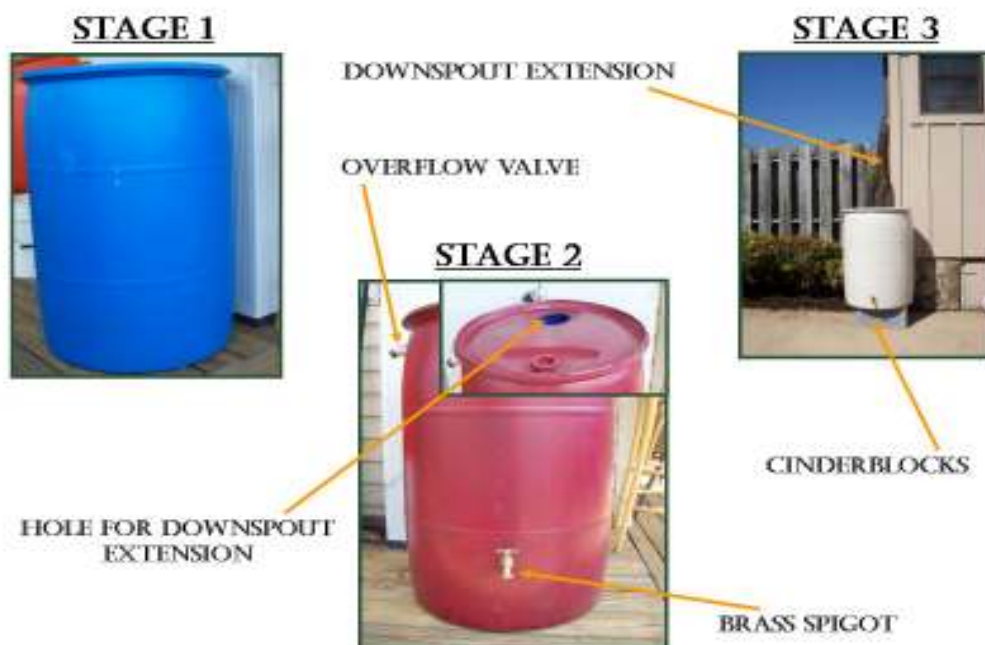 STAGE 1
STAGE 3
DOWNSPOUT EXTENSION
OVERFLOW VALVE
STAGE 2
CINDERBLOCKS
HOLE FOR DOWNSPOUT
EXTENSION
BRASS SPIGOT